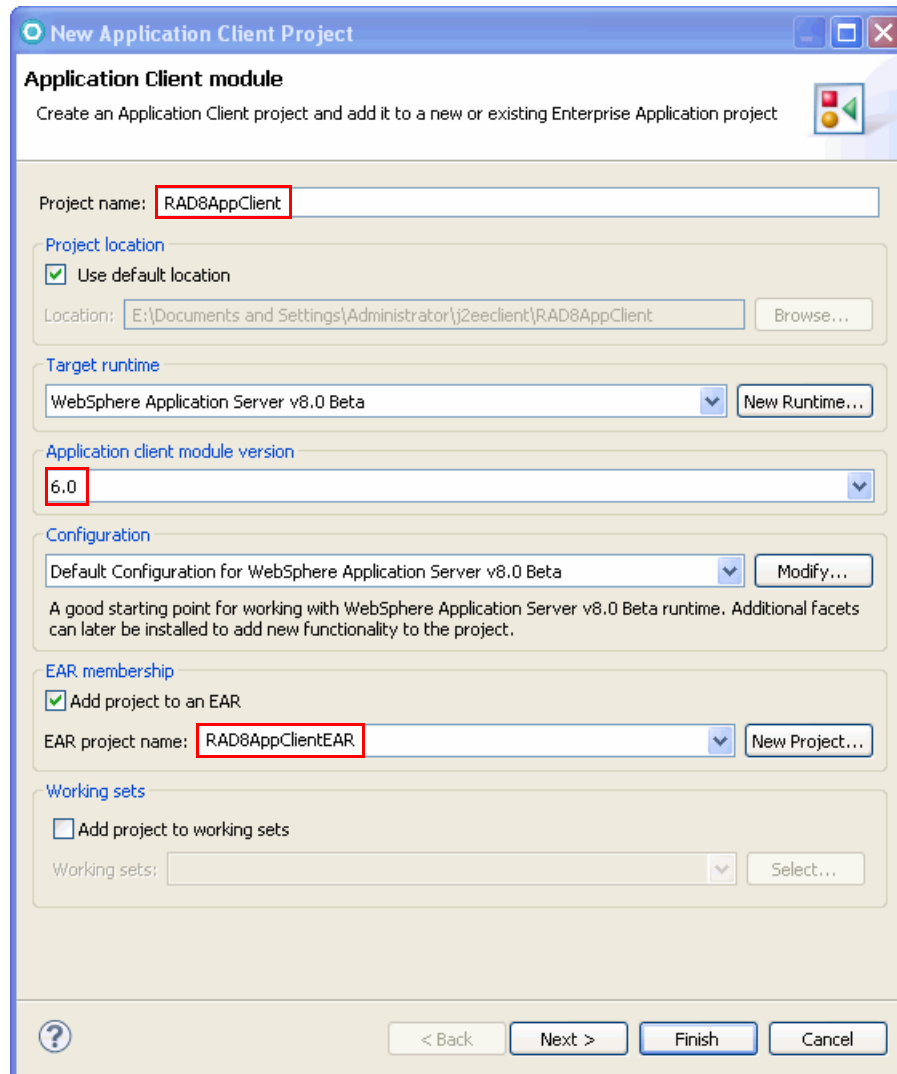 New Application Client Project
Application Client module
Create an Application Client project and add it to a new or existing Enterprise Application project
Project name: RAD8AppClient
Project location
Use default location
Location: E:\Documents and Settings\Administrator\j2eeclient\RAD8AppClient Browse...
Target runtime
WebSphere Application Server v8.0 Beta New Runtime...
Application client module version
6.0
Configuration
Default Configuration for WebSphere Application Server v8.0 Beta Modify...
A good starting point for working with WebSphere Application Server v8.0 Beta runtime. Additional facets
can later be installed to add new functionality to the project.
EAR membership
Add project to an EAR
EAR project name: RAD8AppClientEAR New Project...
Working sets
Add project to working sets
Working sets: Select...
? < Back Next > Finish Cancel